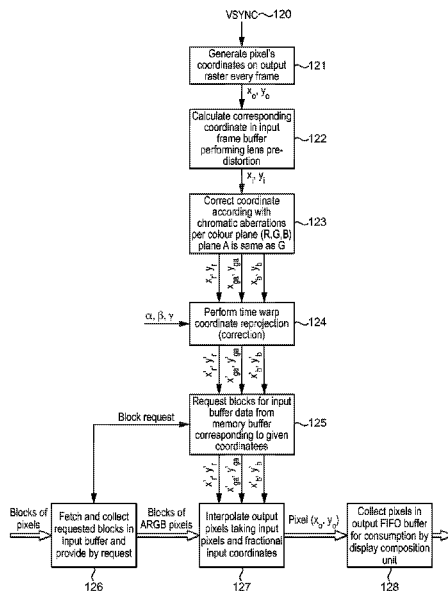 VSYNC 120
Generate pixel's
coordinates on output
raster every frame
121
xo, yo
Calculate corresponding
coordinate in input
frame buffer
performing lens pre-
distortion
122
xi, yi
Correct coordinate
according with
chromatic aberrations
per colour plane (R,G,B)
plane A is same as G
123
xr, yr
xga, yga
xb, yb
α, β, γ
Perform time warp
coordinate reprojection
(correction)
124
x'r, y'r
x'ga, y'ga
x'b, y'b
Block request
Request blocks for input
buffer data from
memory buffer
corresponding to given
coordinatees
125
x'r, y'r
x'ga, y'ga
x'b, y'b
Blocks of
pixels
Fetch and collect
requested blocks in
input buffer and
provide by request
126
Blocks of
ARGB pixels
Interpolate output
pixels taking input
pixels and fractional
input coordinates
127
Pixel (xo, yo)
Collect pixels in
output FIFO buffer
for consumption by
display composition
unit
128